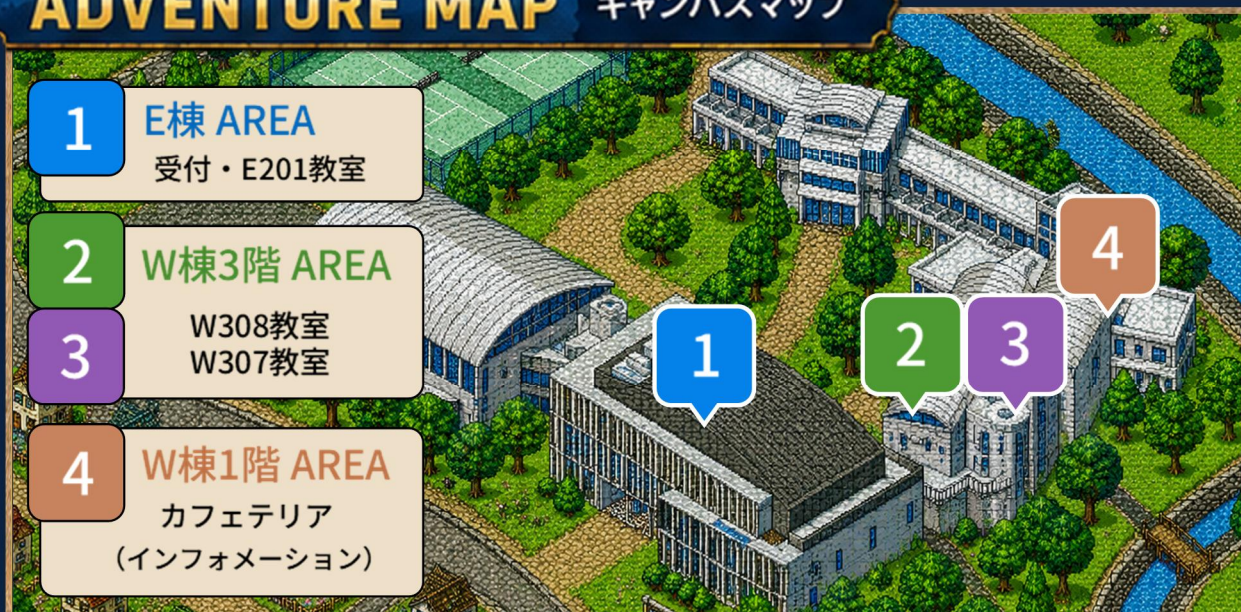 ADVENTURE MAP キャンパスマップ
1
E棟 AREA
受付・E201教室
2
W棟3階 AREA
3
W308教室
W307教室
4
W棟1階 AREA
カフェテリア
（インフォメーション）
1
2
3
4